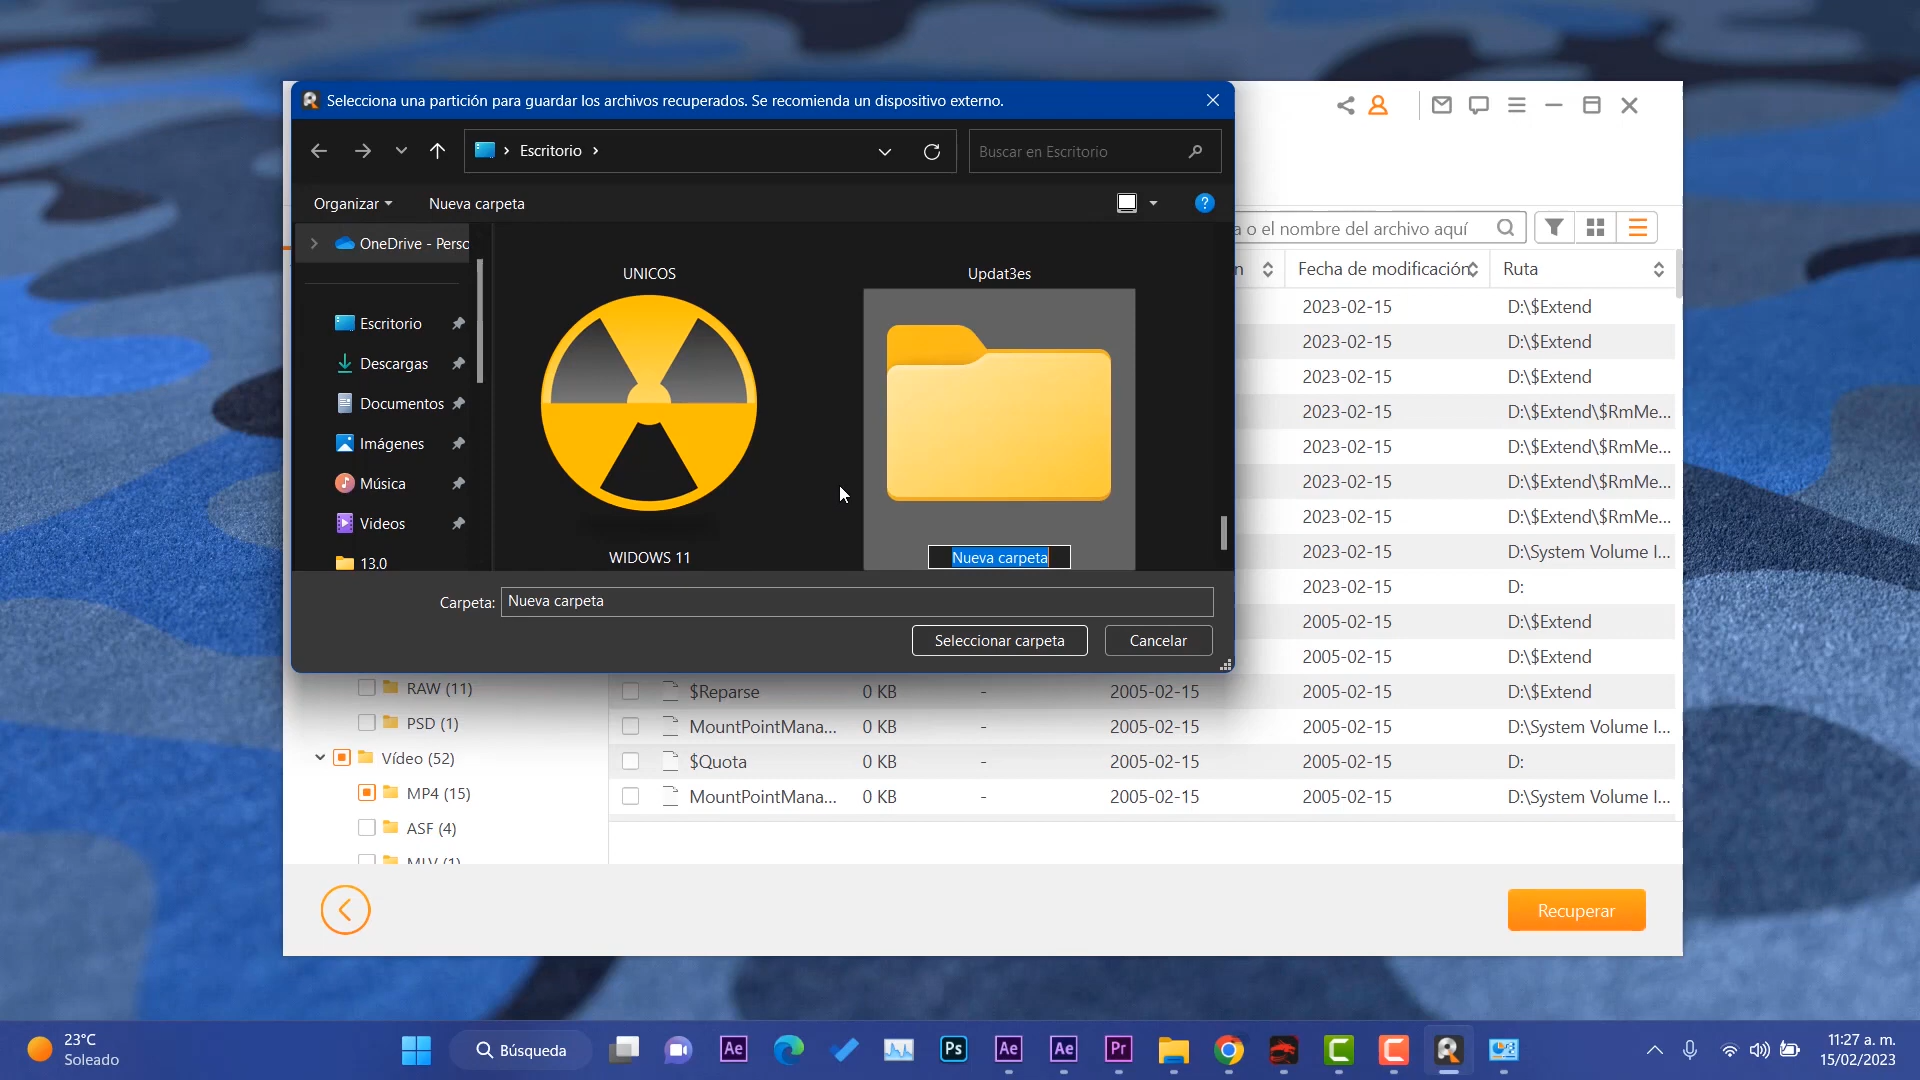 Selecciona una partición para guardar los archivos recuperados. Se recomienda un dispositivo externo.
Escritorio
Buscar en Escritorio
Organizar
Nueva carpeta
?
OneDrive - Perso
Escritorio
Descargas
Documentos
Imágenes
Música
Videos
13.0
UNICOS
Updat3es
WIDOWS 11
Nueva carpeta
Carpeta: Nueva carpeta
Seleccionar carpeta
Cancelar
a o el nombre del archivo aquí
n Fecha de modificación Ruta
2023-02-15 D:\$Extend
2023-02-15 D:\$Extend
2023-02-15 D:\$Extend
2023-02-15 D:\$Extend\$RmMe...
2023-02-15 D:\$Extend\$RmMe...
2023-02-15 D:\$Extend\$RmMe...
2023-02-15 D:\$Extend\$RmMe...
2023-02-15 D:\System Volume I...
2023-02-15 D:
2005-02-15 D:\$Extend
2005-02-15 D:\$Extend
$Reparse 0 KB - 2005-02-15 2005-02-15 D:\$Extend
MountPointMana... 0 KB - 2005-02-15 2005-02-15 D:\System Volume I...
$Quota 0 KB - 2005-02-15 2005-02-15 D:
MountPointMana... 0 KB - 2005-02-15 2005-02-15 D:\System Volume I...
RAW (11)
PSD (1)
Vídeo (52)
MP4 (15)
ASF (4)
MLV (1)
Recuperar
23°C
Soleado
Búsqueda
Ae
Ps
Ae
Ae
Pr
C
C
11:27 a. m.
15/02/2023